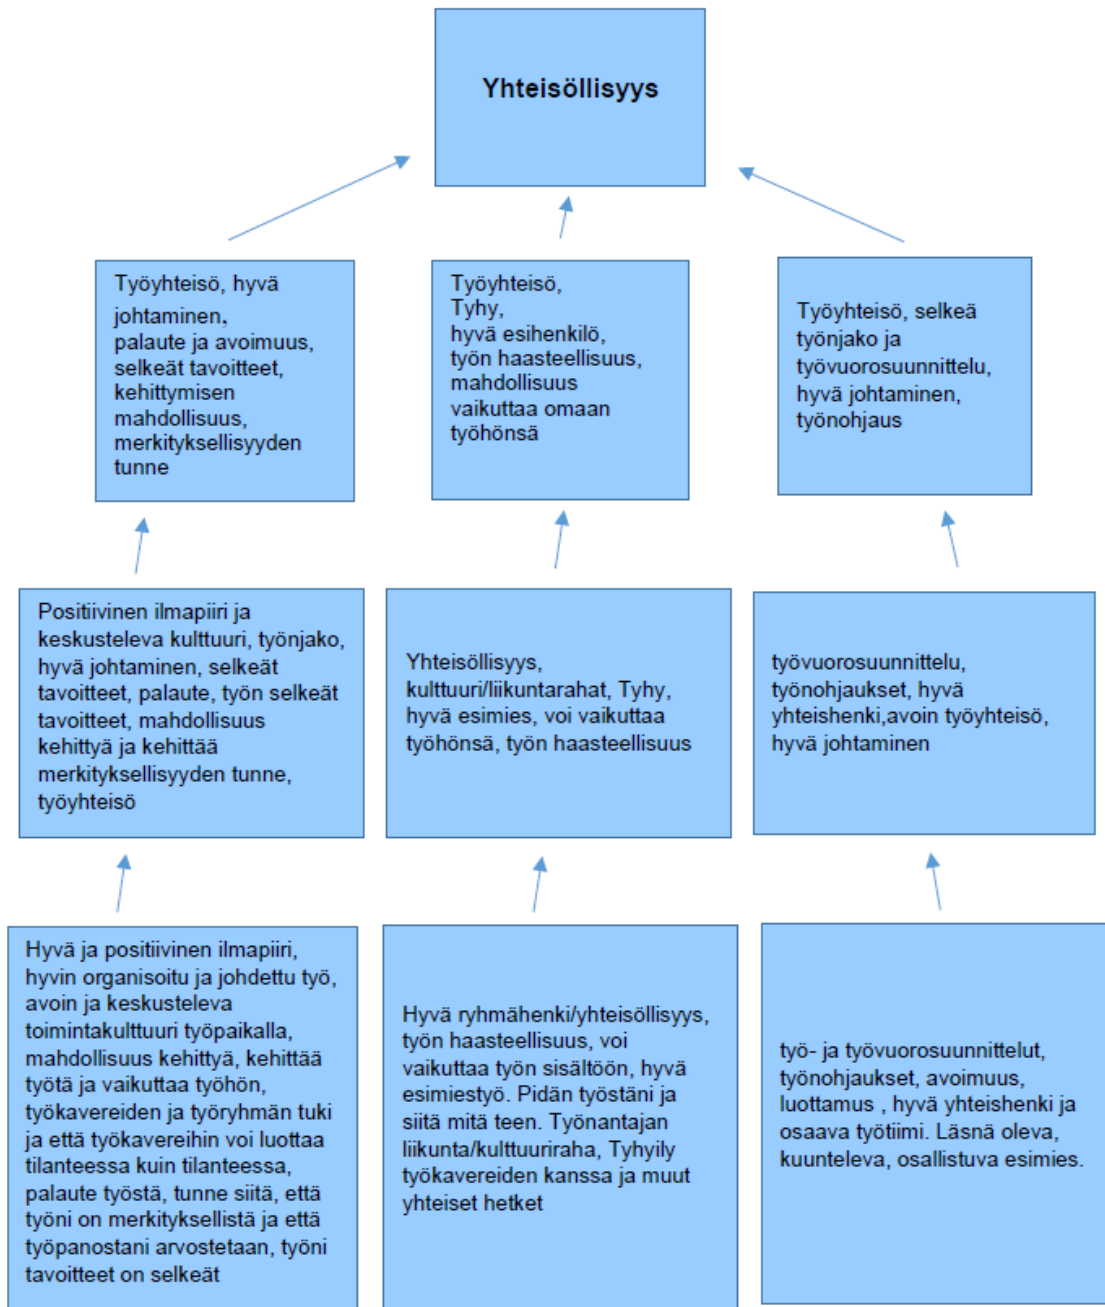 Yhteisöllisyys
Työyhteisö, hyvä
johtaminen,
palaute ja avoimuus,
selkeät tavoitteet,
kehittymisen
mahdollisuus,
merkityksellisyyden
tunne
Työyhteisö,
Tyhy,
hyvä esihenkilö,
työn haasteellisuus,
mahdollisuus
vaikuttaa omaan
työhönsä
Työyhteisö, selkeä
työnjako ja
työvuorosuunnittelu,
hyvä johtaminen,
työnohjaus
Positiivinen ilmapiiri ja
keskusteleva kulttuuri, työnjako,
hyvä johtaminen, selkeät
tavoitteet, palaute, työn selkeät
tavoitteet, mahdollisuus
kehittyä ja kehittää
merkityksellisyyden tunne,
työyhteisö
Yhteisöllisyys,
kulttuuri/liikuntarahat, Tyhy,
hyvä esimies, voi vaikuttaa
työhönsä, työn haasteellisuus
työvuorosuunnittelu,
työnohjaukset, hyvä
yhteishenki,avoin työyhteisö,
hyvä johtaminen
Hyvä ja positiivinen ilmapiiri,
hyvin organisoitu ja johdettu työ,
avoin ja keskusteleva
toimintakulttuuri työpaikalla,
mahdollisuus kehittyä, kehittää
työtä ja vaikuttaa työhön,
työkavereiden ja työryhmän tuki
ja että työkavereihin voi luottaa
tilanteessa kuin tilanteessa,
palaute työstä, tunne siitä, että
työni on merkityksellistä ja että
työpanostani arvostetaan, työni
tavoitteet on selkeät
Hyvä ryhmähenki/yhteisöllisyys,
työn haasteellisuus, voi
vaikuttaa työn sisältöön, hyvä
esimiestyö. Pidän työstäni ja
siitä mitä teen. Työnantajan
liikunta/kulttuuriraha, Tyhyily
työkavereiden kanssa ja muut
yhteiset hetket
työ- ja työvuorosuunnittelut,
työnohjaukset, avoimuus,
luottamus , hyvä yhteishenki ja
osaava työtiimi. Läsnä oleva,
kuunteleva, osallistuva esimies.